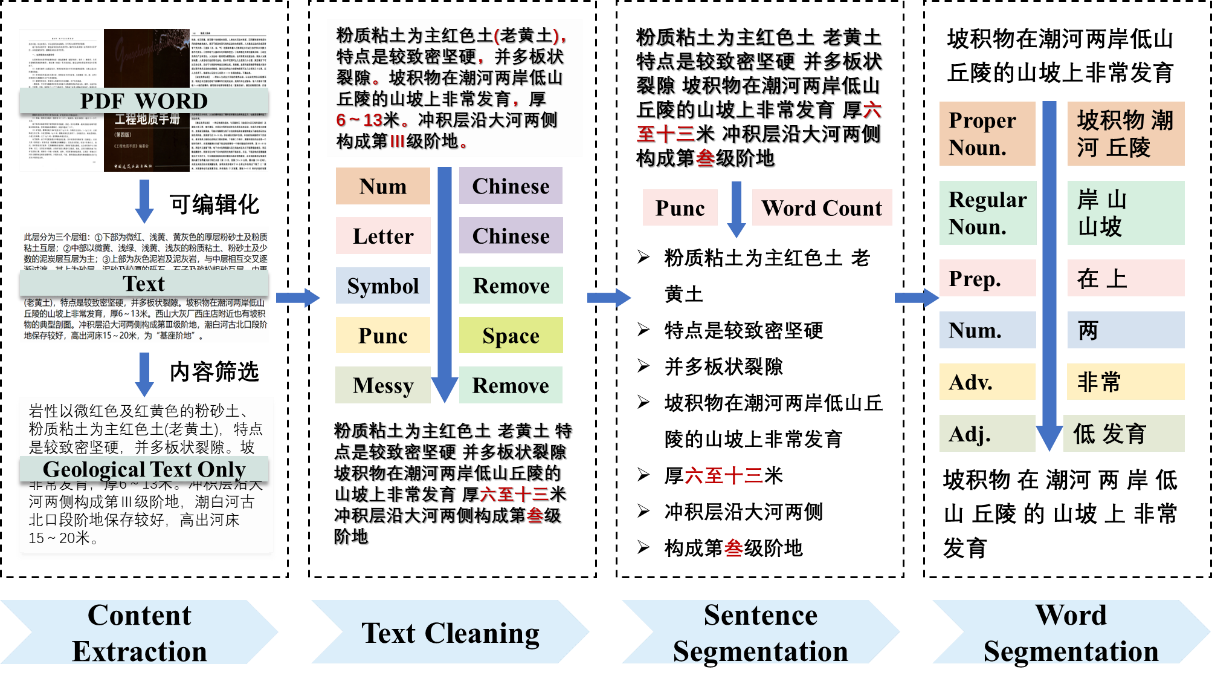 PDF WORD
工程地质手册
(第四版)
《工程地质手册》编委会
中国建筑工业出版社
可编辑化
此层分为三个层组：①下部为微红、浅黄、黄灰色的厚层粉砂土及粉质
粘土互层；②中部以微黄、浅绿、浅黄、浅灰的粉质粘土、粉砂土及少
数的泥炭层互层为主；③上部为灰色泥岩及泥灰岩，与中层相互交叉逐
Text
(老黄土)，特点是较致密坚硬，并多板状裂隙。坡积物在潮河两岸低山
丘陵的山坡上非常发育，厚6～13米。西山大灰厂西庄店附近也有坡积
物的典型剖面。冲积层沿大河两侧构成第Ⅲ级阶地，潮白河古北口段阶
地保存较好，高出河床15～20米，为“基座阶地”。
内容筛选
岩性以微红色及红黄色的粉砂土、
粉质粘土为主红色土(老黄土)，特点
是较致密坚硬，并多板状裂隙。坡
Geological Text Only
非常发育，厚6～13米。冲积层沿大
河两侧构成第Ⅲ级阶地，潮白河古
北口段阶地保存较好，高出河床
15～20米。
Content
Extraction
粉质粘土为主红色土(老黄土)，
特点是较致密坚硬，并多板状
裂隙。坡积物在潮河两岸低山
丘陵的山坡上非常发育，厚
6～13米。冲积层沿大河两侧
构成第Ⅲ级阶地。
Num Chinese
Letter Chinese
Symbol Remove
Punc Space
Messy Remove
粉质粘土为主红色土 老黄土 特
点是较致密坚硬 并多板状裂隙
坡积物在潮河两岸低山丘陵的
山坡上非常发育 厚六至十三米
冲积层沿大河两侧构成第叁级
阶地
Text Cleaning
粉质粘土为主红色土 老黄土
特点是较致密坚硬 并多板状
裂隙 坡积物在潮河两岸低山
丘陵的山坡上非常发育 厚六
至十三米 冲积层沿大河两侧
构成第叁级阶地
Punc Word Count
➢ 粉质粘土为主红色土 老
黄土
➢ 特点是较致密坚硬
➢ 并多板状裂隙
➢ 坡积物在潮河两岸低山丘
陵的山坡上非常发育
➢ 厚六至十三米
➢ 冲积层沿大河两侧
➢ 构成第叁级阶地
Sentence
Segmentation
坡积物在潮河两岸低山
丘陵的山坡上非常发育
Proper
Noun.
坡积物 潮
河 丘陵
Regular
Noun.
岸 山
山坡
Prep. 在 上
Num. 两
Adv. 非常
Adj. 低 发育
坡积物 在 潮河 两 岸 低
山 丘陵 的 山坡 上 非常
发育
Word
Segmentation